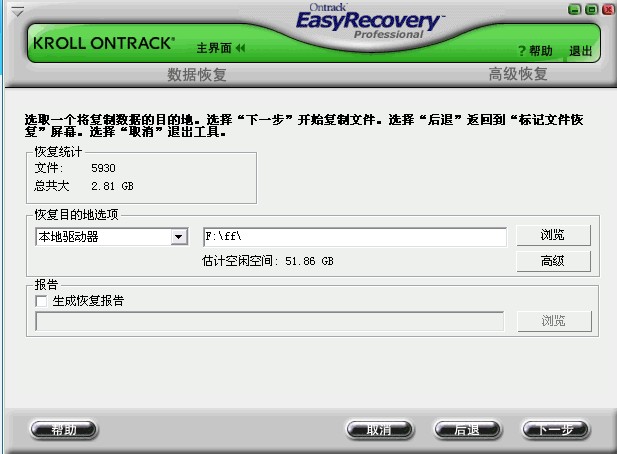 Ontrack
EasyRecovery™
Professional
KROLL ONTRACK® 主界面 ?帮助 退出
数据恢复 高级恢复
选取一个将复制数据的目的地。选择“下一步”开始复制文件。选择“后退”返回到“标记文件恢
复”屏幕。选择“取消”退出工具。
恢复统计
文件: 5930
总共大 2.81 GB
恢复目的地选项
本地驱动器 F:\ff\ 浏览
估计空闲空间: 51.86 GB 高级
报告
生成恢复报告
浏览
帮助 取消 后退 下一步